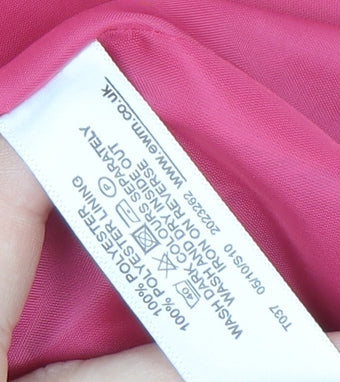 100% POLYESTER
100% POLYESTER LINING
40
P
WASH DARK COLOURS SEPARATELY
WASH AND DRY INSIDE OUT
IRON ON REVERSE
2023262 www.ewm.co.uk
T037 05/10/S10